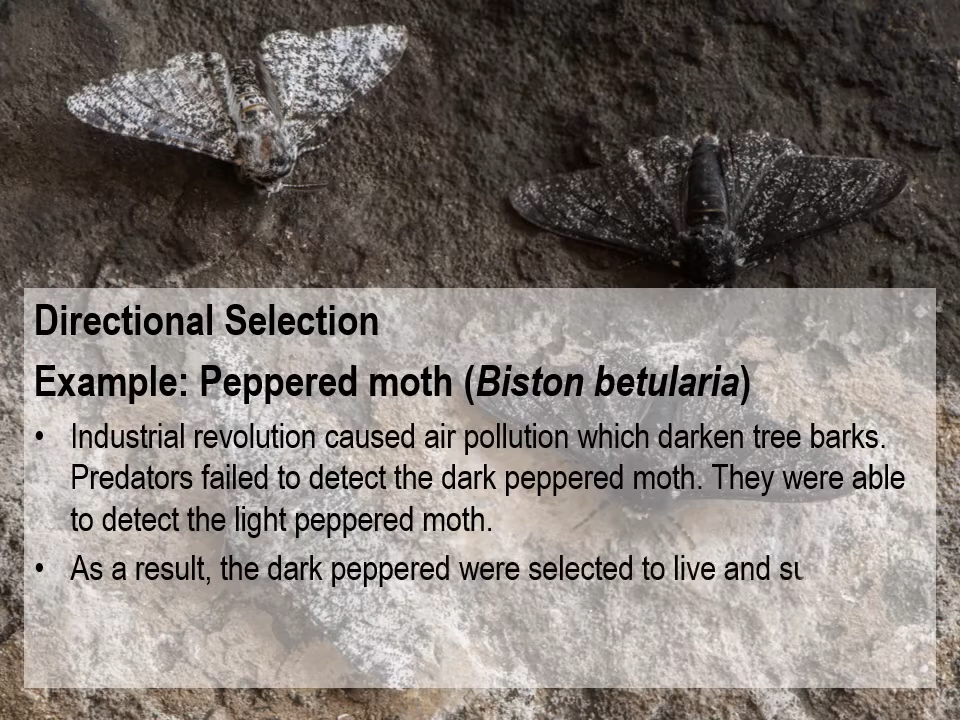 Directional Selection
Example: Peppered moth (Biston betularia)
• Industrial revolution caused air pollution which darken tree barks.
Predators failed to detect the dark peppered moth. They were able
to detect the light peppered moth.
• As a result, the dark peppered were selected to live and